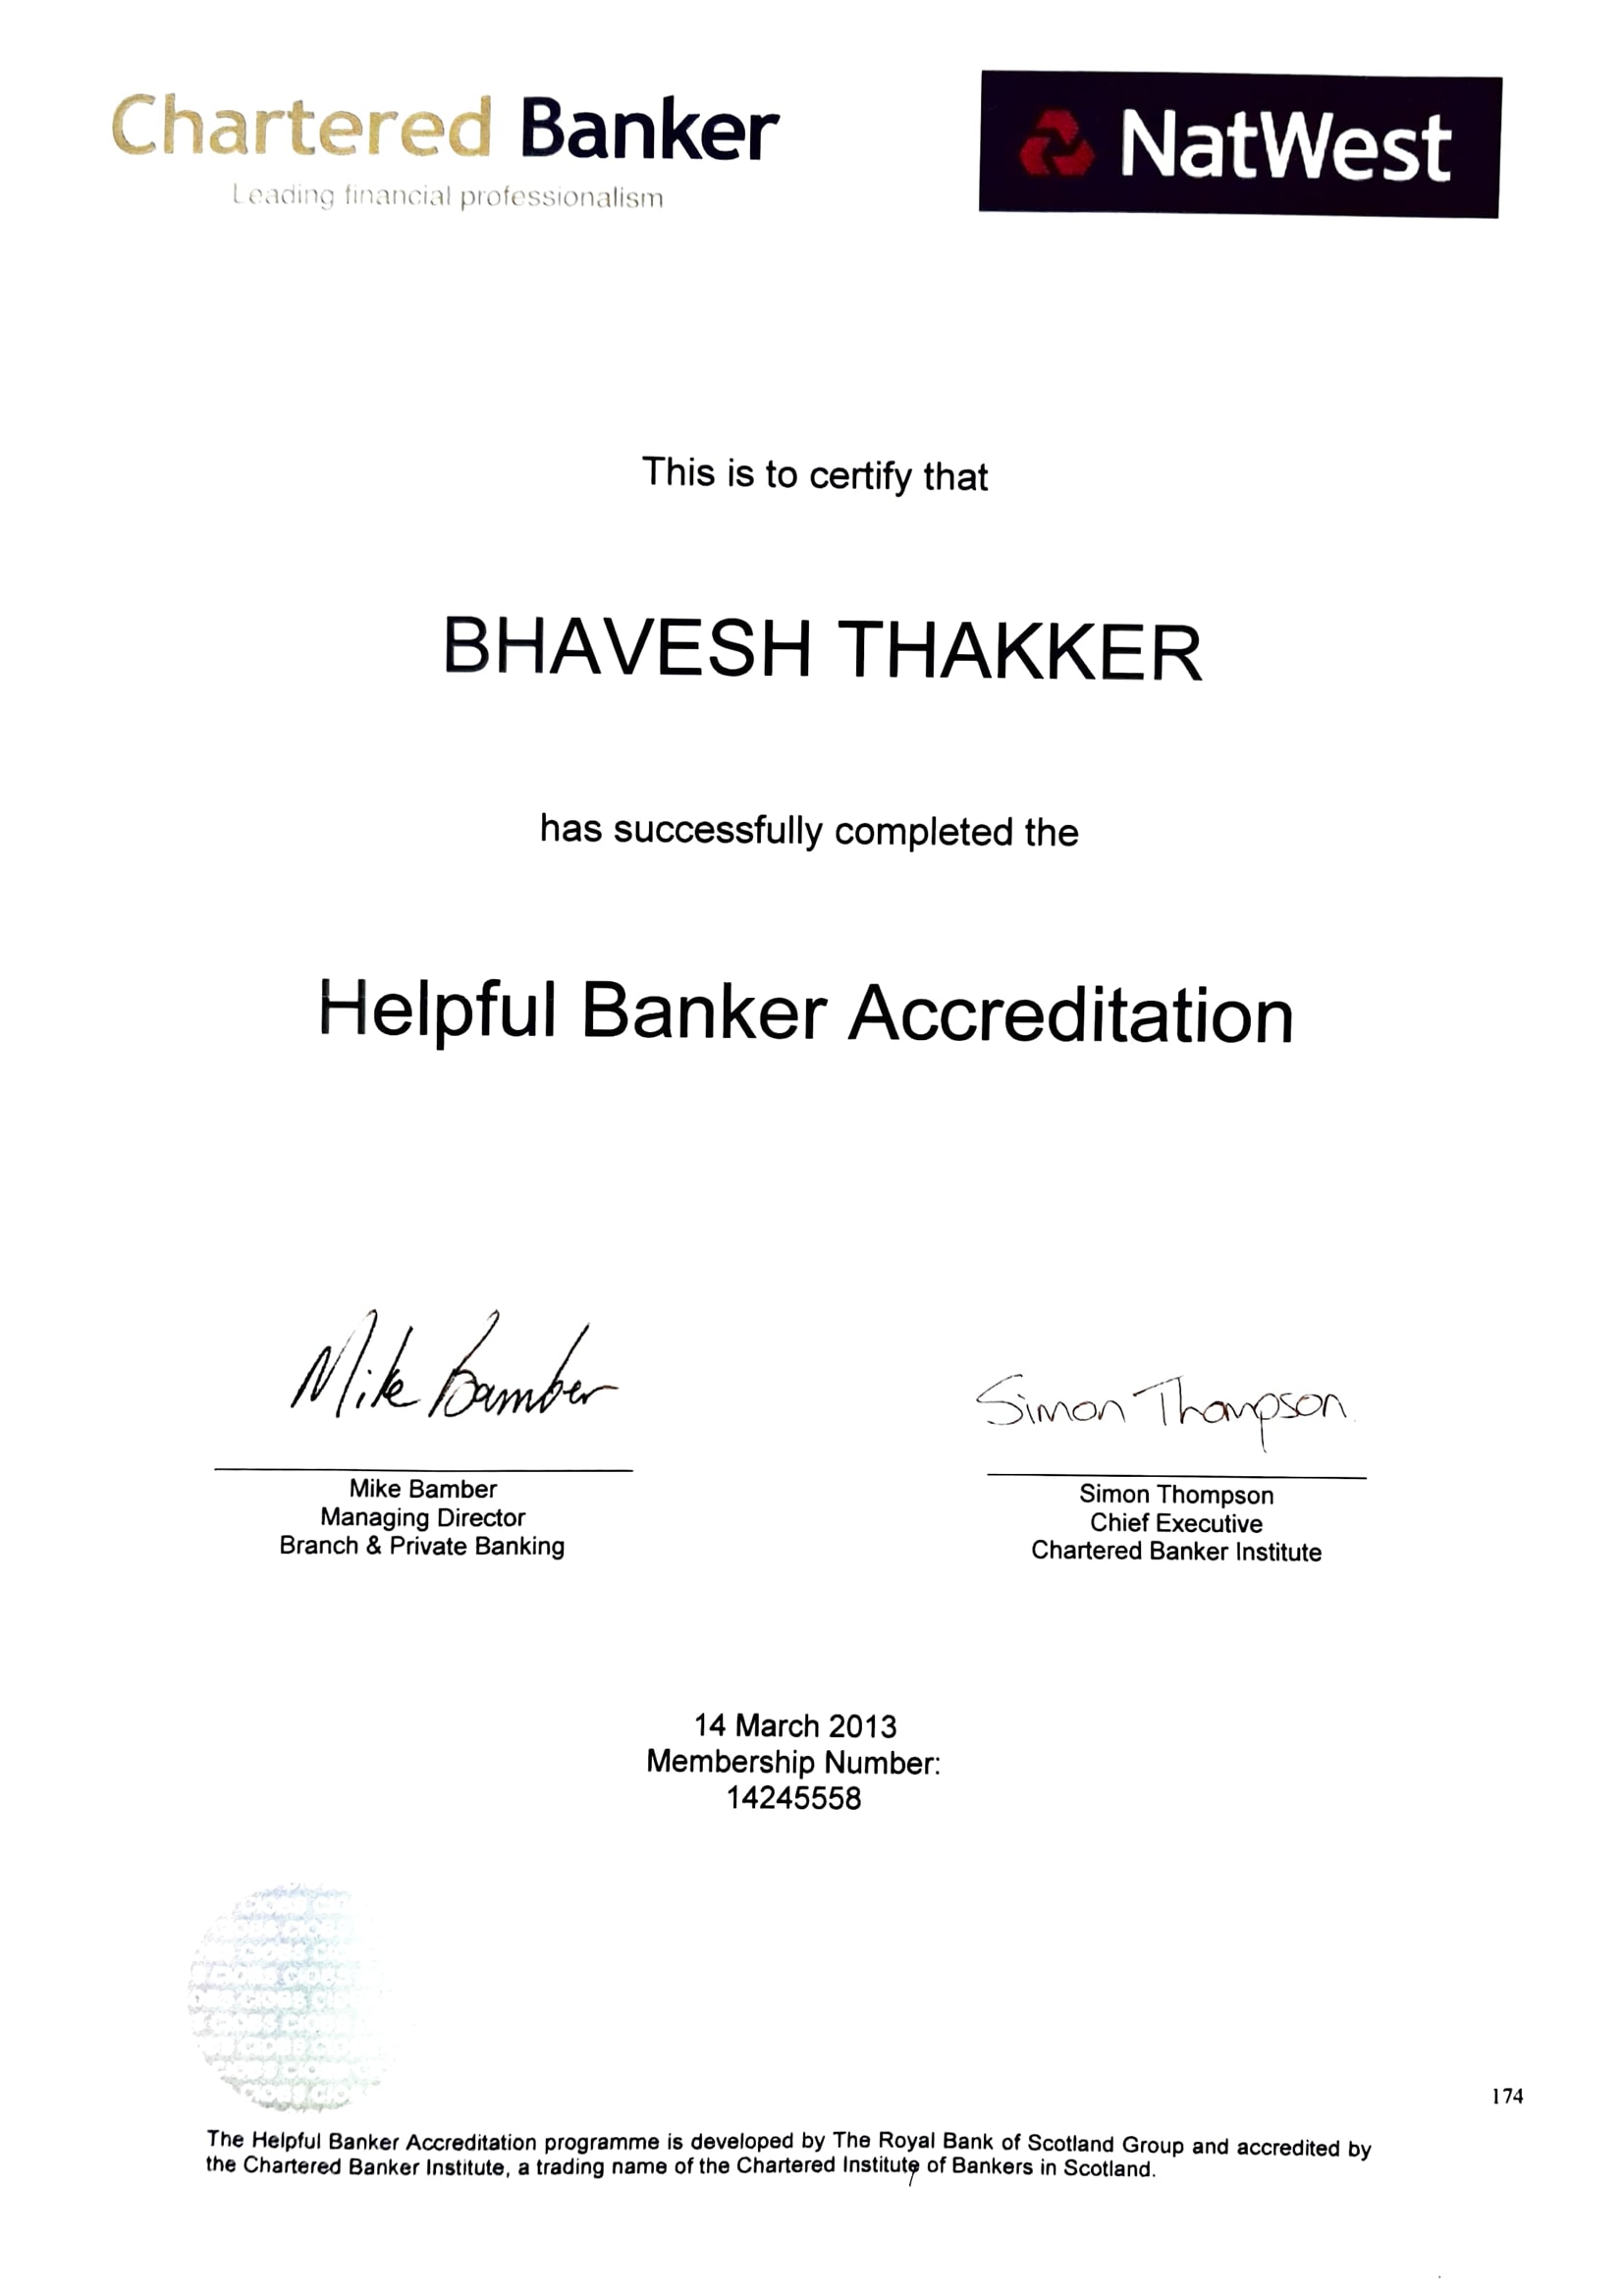 Chartered Banker
Leading financial professionalism
NatWest
This is to certify that
BHAVESH THAKKER
has successfully completed the
Helpful Banker Accreditation
Mike Bamber
Simon Thompson
Mike Bamber
Managing Director
Branch & Private Banking
Simon Thompson
Chief Executive
Chartered Banker Institute
14 March 2013
Membership Number:
14245558
174
The Helpful Banker Accreditation programme is developed by The Royal Bank of Scotland Group and accredited by
the Chartered Banker Institute, a trading name of the Chartered Institute of Bankers in Scotland.